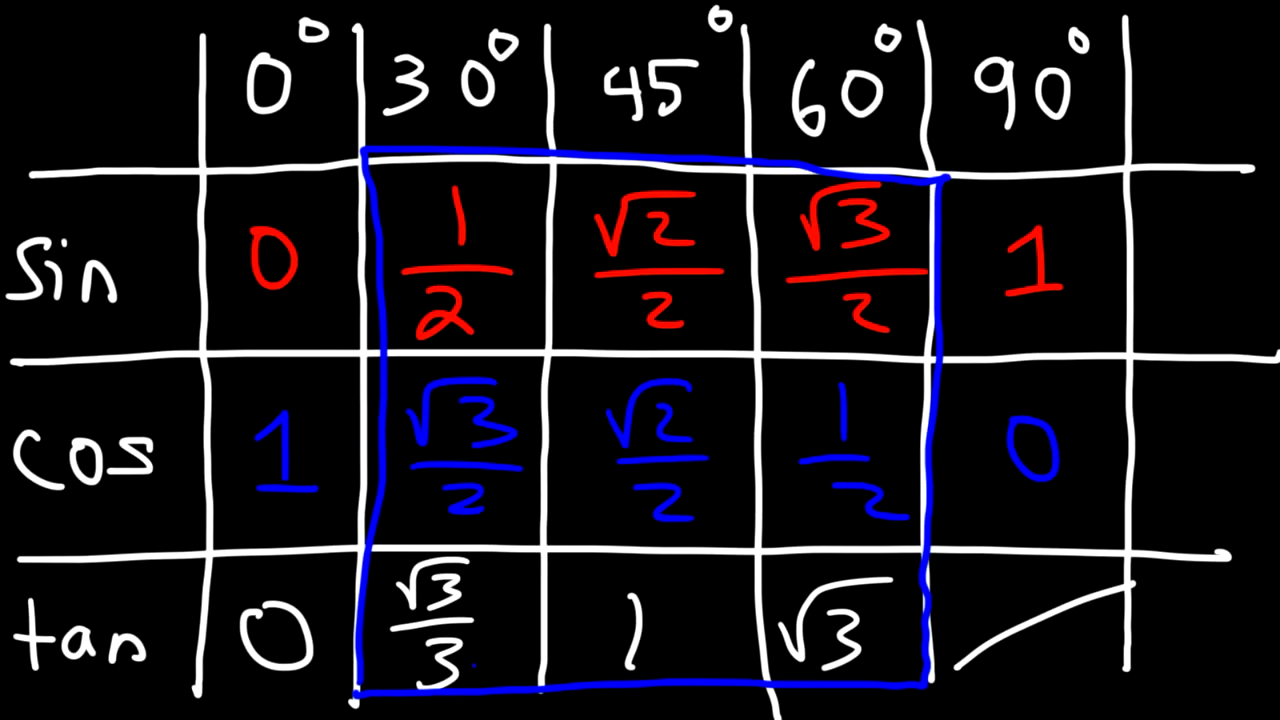 0° 30° 45° 60° 90°
sin 0 1/2 √2/2 √3/2 1
cos 1 √3/2 √2/2 1/2 0
tan 0 √3/3 1 √3